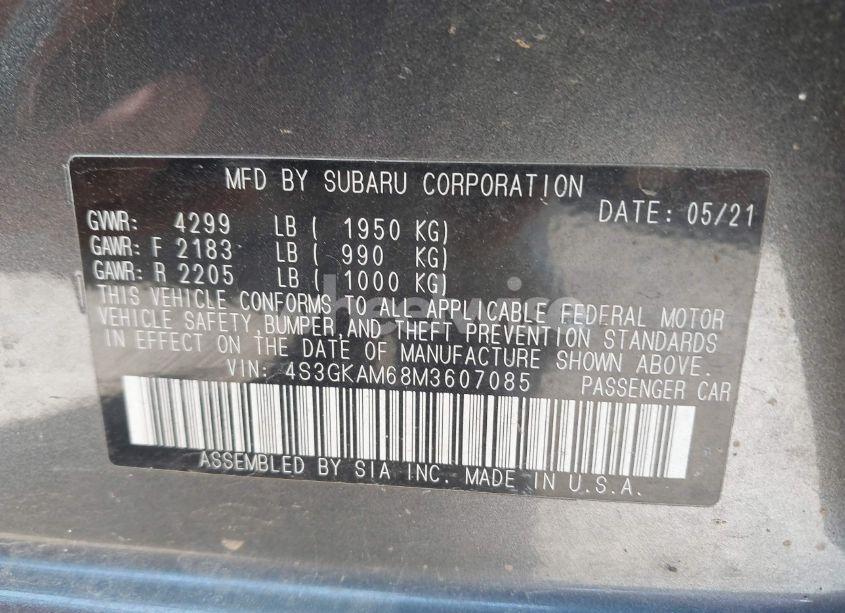 MFD BY SUBARU CORPORATION
DATE: 05/21
GVWR: 4299 LB ( 1950 KG)
GAWR: F 2183 LB ( 990 KG)
GAWR: R 2205 LB ( 1000 KG)
THIS VEHICLE CONFORMS TO ALL APPLICABLE FEDERAL MOTOR
VEHICLE SAFETY, BUMPER, AND THEFT PREVENTION STANDARDS
IN EFFECT ON THE DATE OF MANUFACTURE SHOWN ABOVE.
VIN: 4S3GKAM68M3607085 PASSENGER CAR
ASSEMBLED BY SIA INC. MADE IN U.S.A.